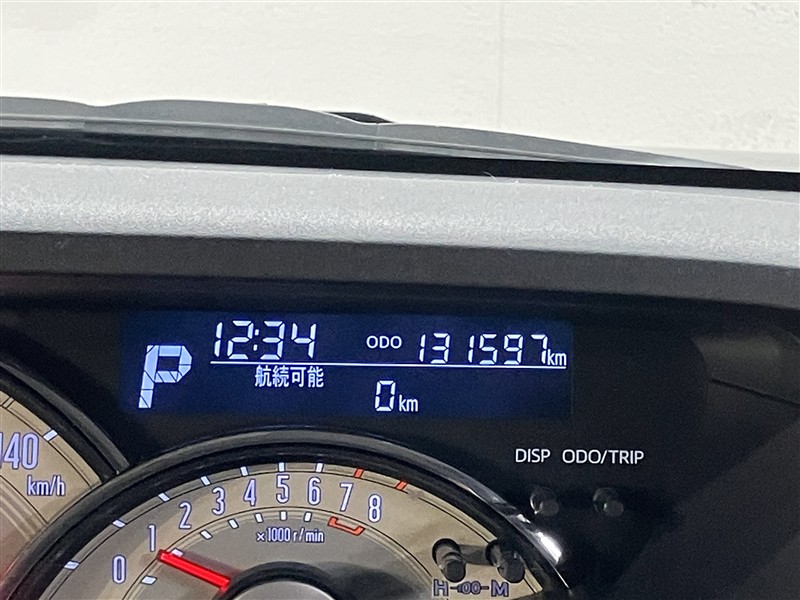 P
12:34 ODO 131597km
航続可能
0km
DISP ODO/TRIP
140
km/h
0 1 2 3 4 5 6 7 8
×1000r/min